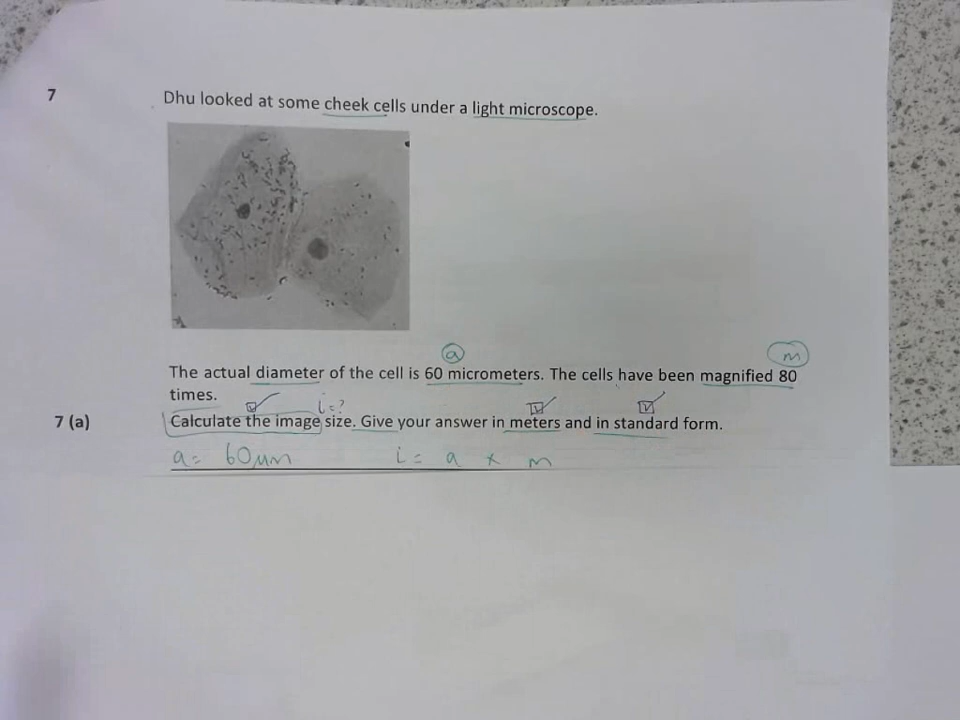 7 Dhu looked at some cheek cells under a light microscope.
a m
The actual diameter of the cell is 60 micrometers. The cells have been magnified 80
times.
i=?
7 (a) Calculate the image size. Give your answer in meters and in standard form.
a= 60µm i= a × m